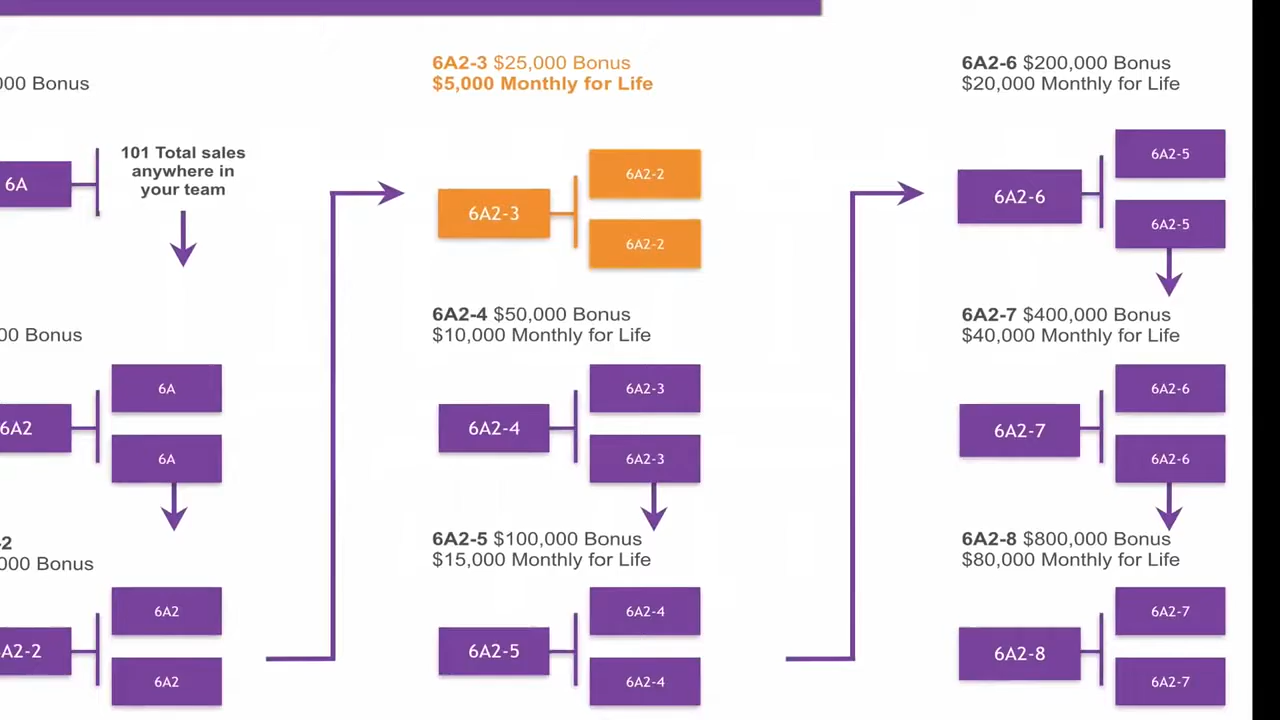 000 Bonus
6A
101 Total sales
anywhere in
your team
00 Bonus
6A2
6A
6A
-2
000 Bonus
A2-2
6A2
6A2
6A2-3 $25,000 Bonus
$5,000 Monthly for Life
6A2-3
6A2-2
6A2-2
6A2-4 $50,000 Bonus
$10,000 Monthly for Life
6A2-4
6A2-3
6A2-3
6A2-5 $100,000 Bonus
$15,000 Monthly for Life
6A2-5
6A2-4
6A2-4
6A2-6 $200,000 Bonus
$20,000 Monthly for Life
6A2-6
6A2-5
6A2-5
6A2-7 $400,000 Bonus
$40,000 Monthly for Life
6A2-7
6A2-6
6A2-6
6A2-8 $800,000 Bonus
$80,000 Monthly for Life
6A2-8
6A2-7
6A2-7